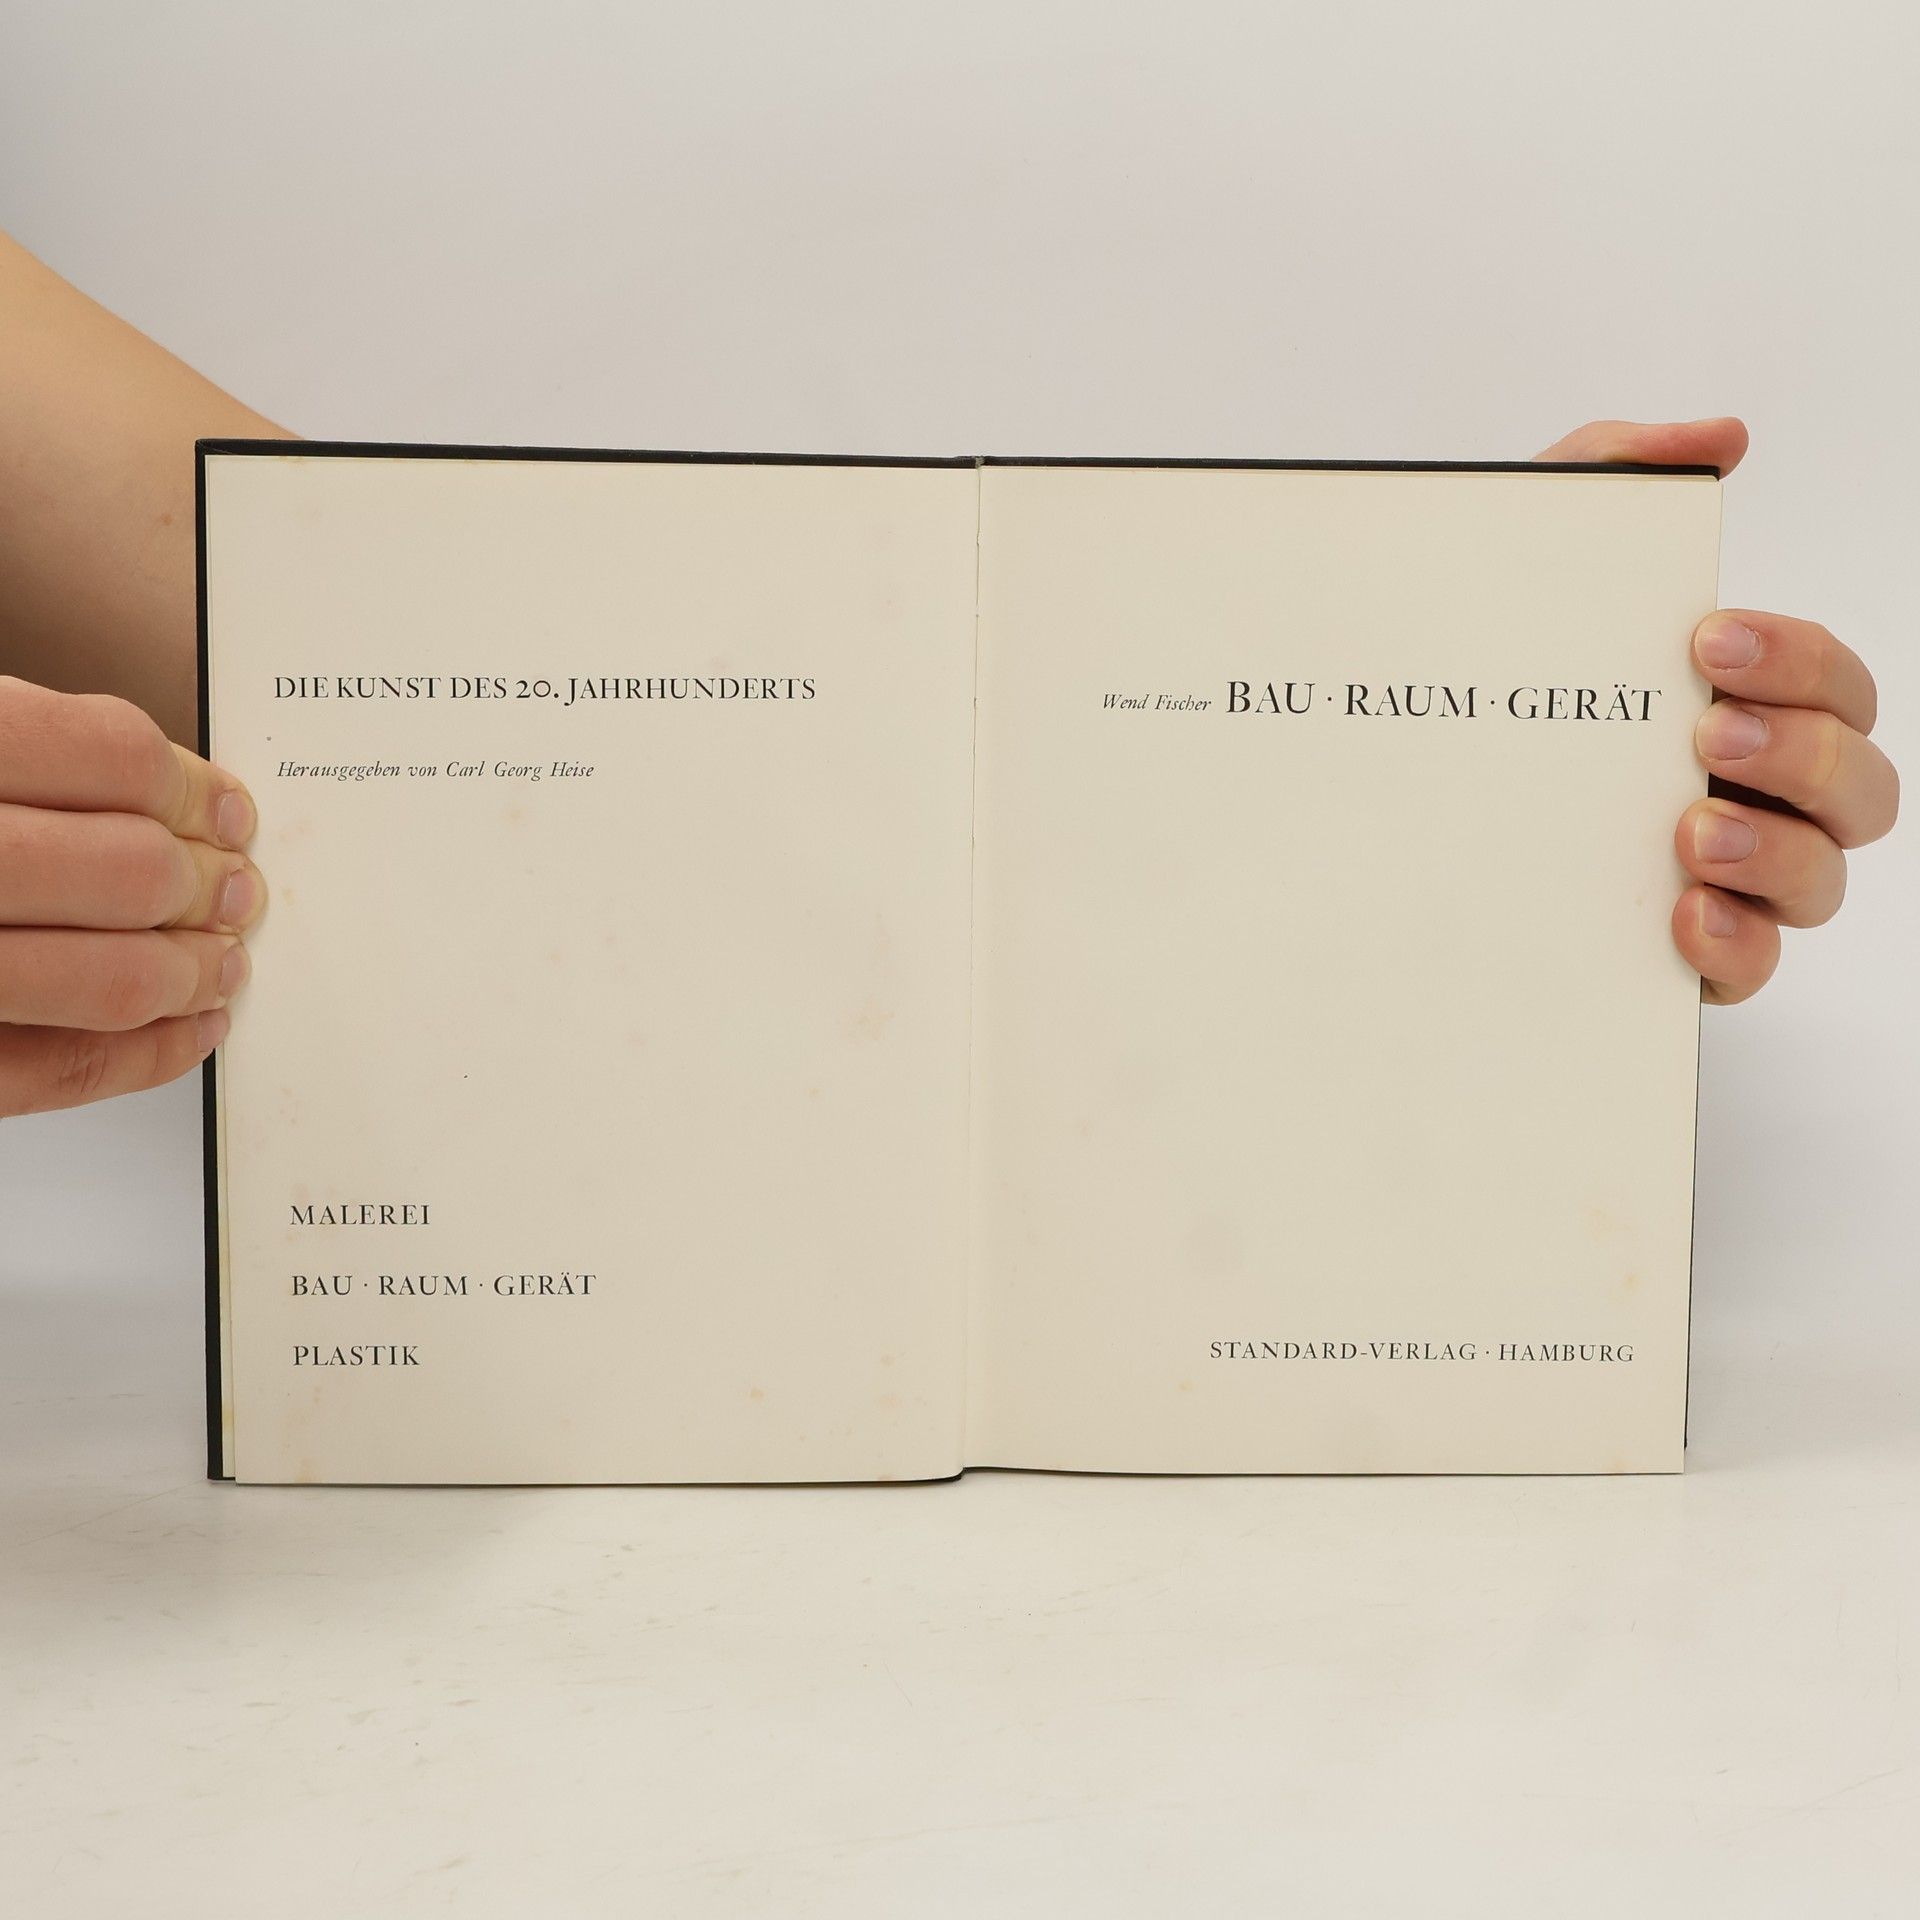 DIE KUNST DES 20. JAHRHUNDERTS
Herausgegeben von Carl Georg Heise
MALEREI
BAU · RAUM · GERÄT
PLASTIK
Wend Fischer BAU · RAUM · GERÄT
STANDARD-VERLAG · HAMBURG